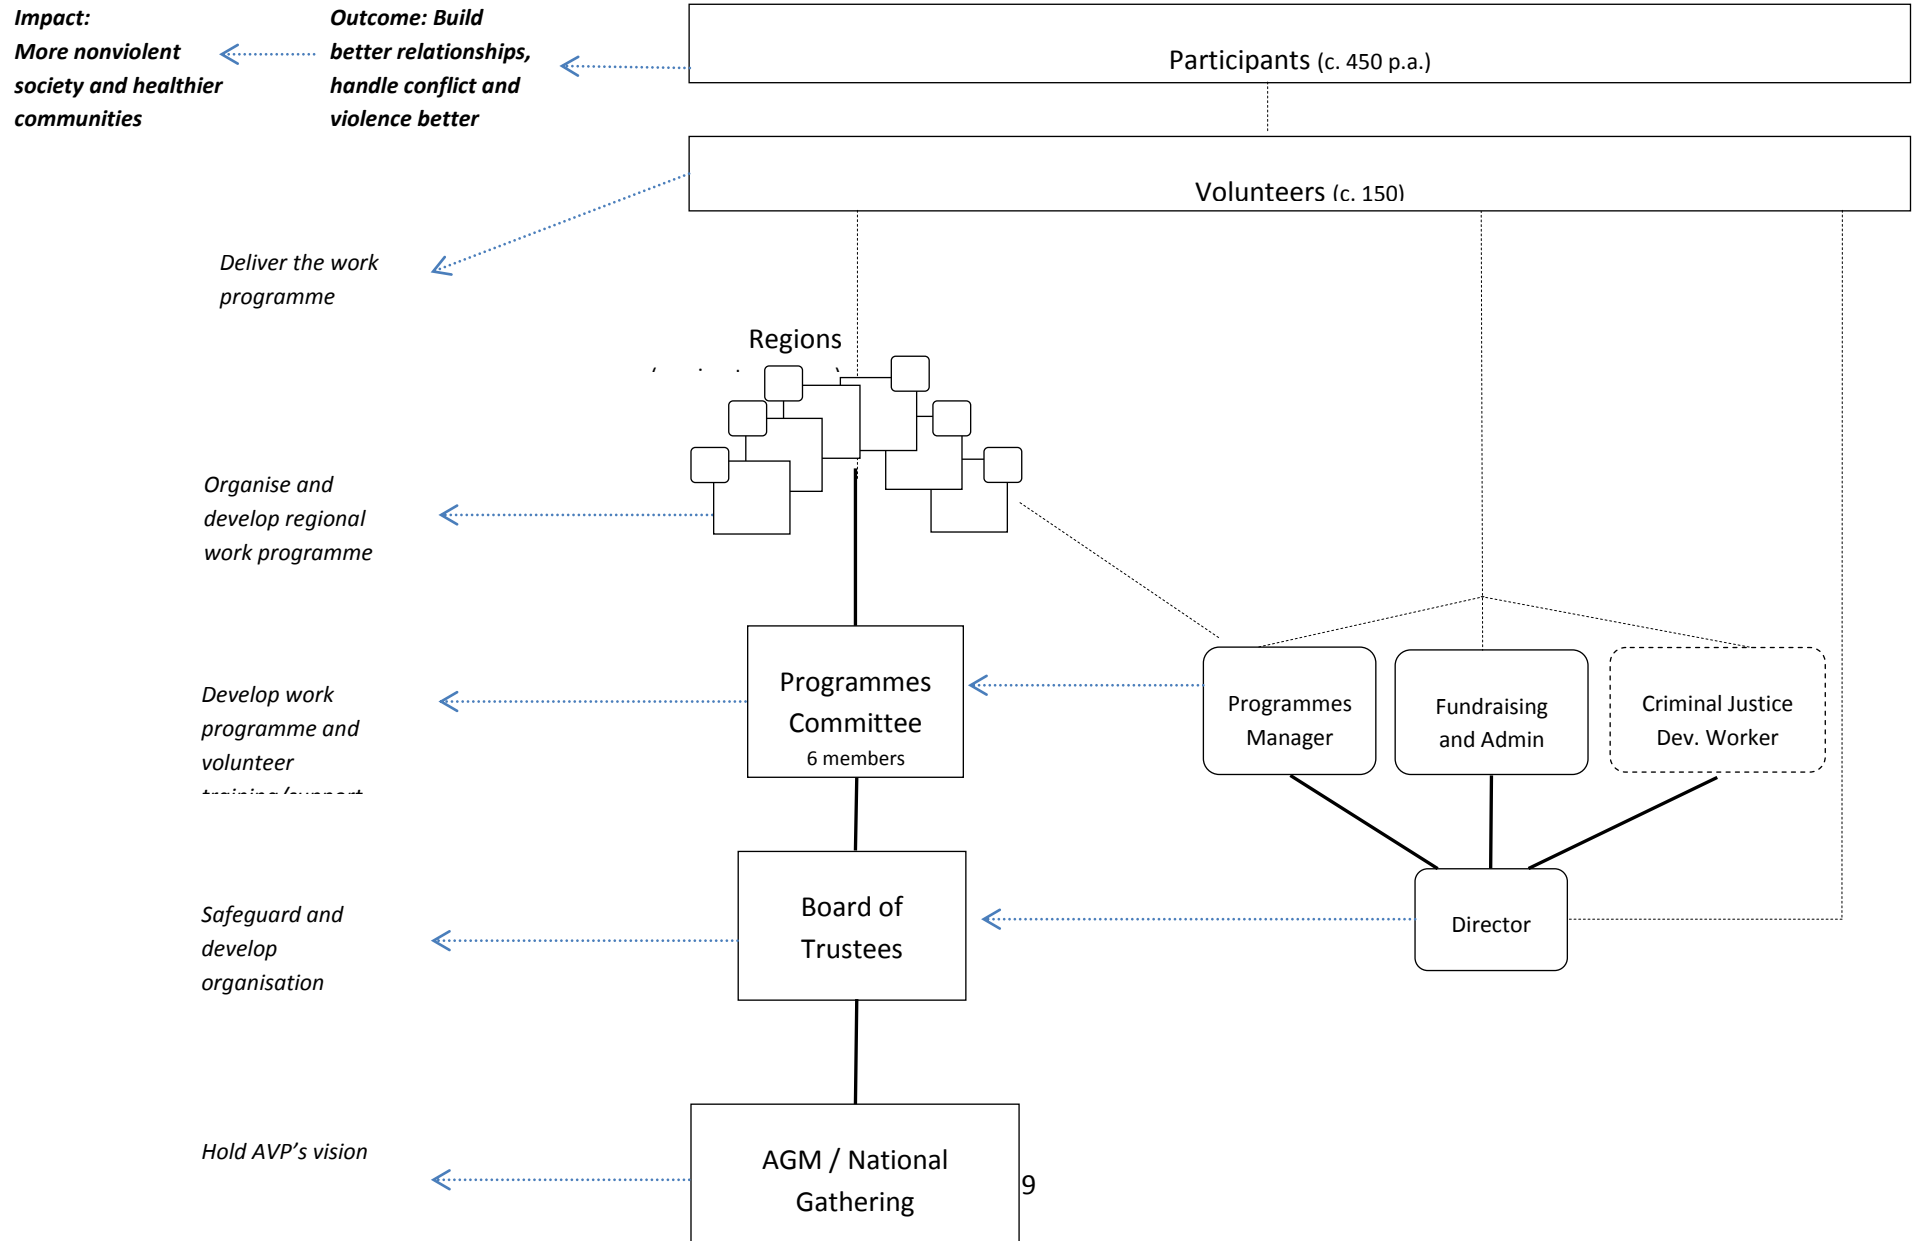 Impact:
More nonviolent
society and healthier
communities
Outcome: Build
better relationships,
handle conflict and
violence better
Participants (c. 450 p.a.)
Volunteers (c. 150)
Deliver the work
programme
Regions
Organise and
develop regional
work programme
Develop work
programme and
volunteer
Programmes
Committee
6 members
Programmes
Manager
Fundraising
and Admin
Criminal Justice
Dev. Worker
Safeguard and
develop
organisation
Board of
Trustees
Director
Hold AVP’s vision
AGM / National
Gathering
9